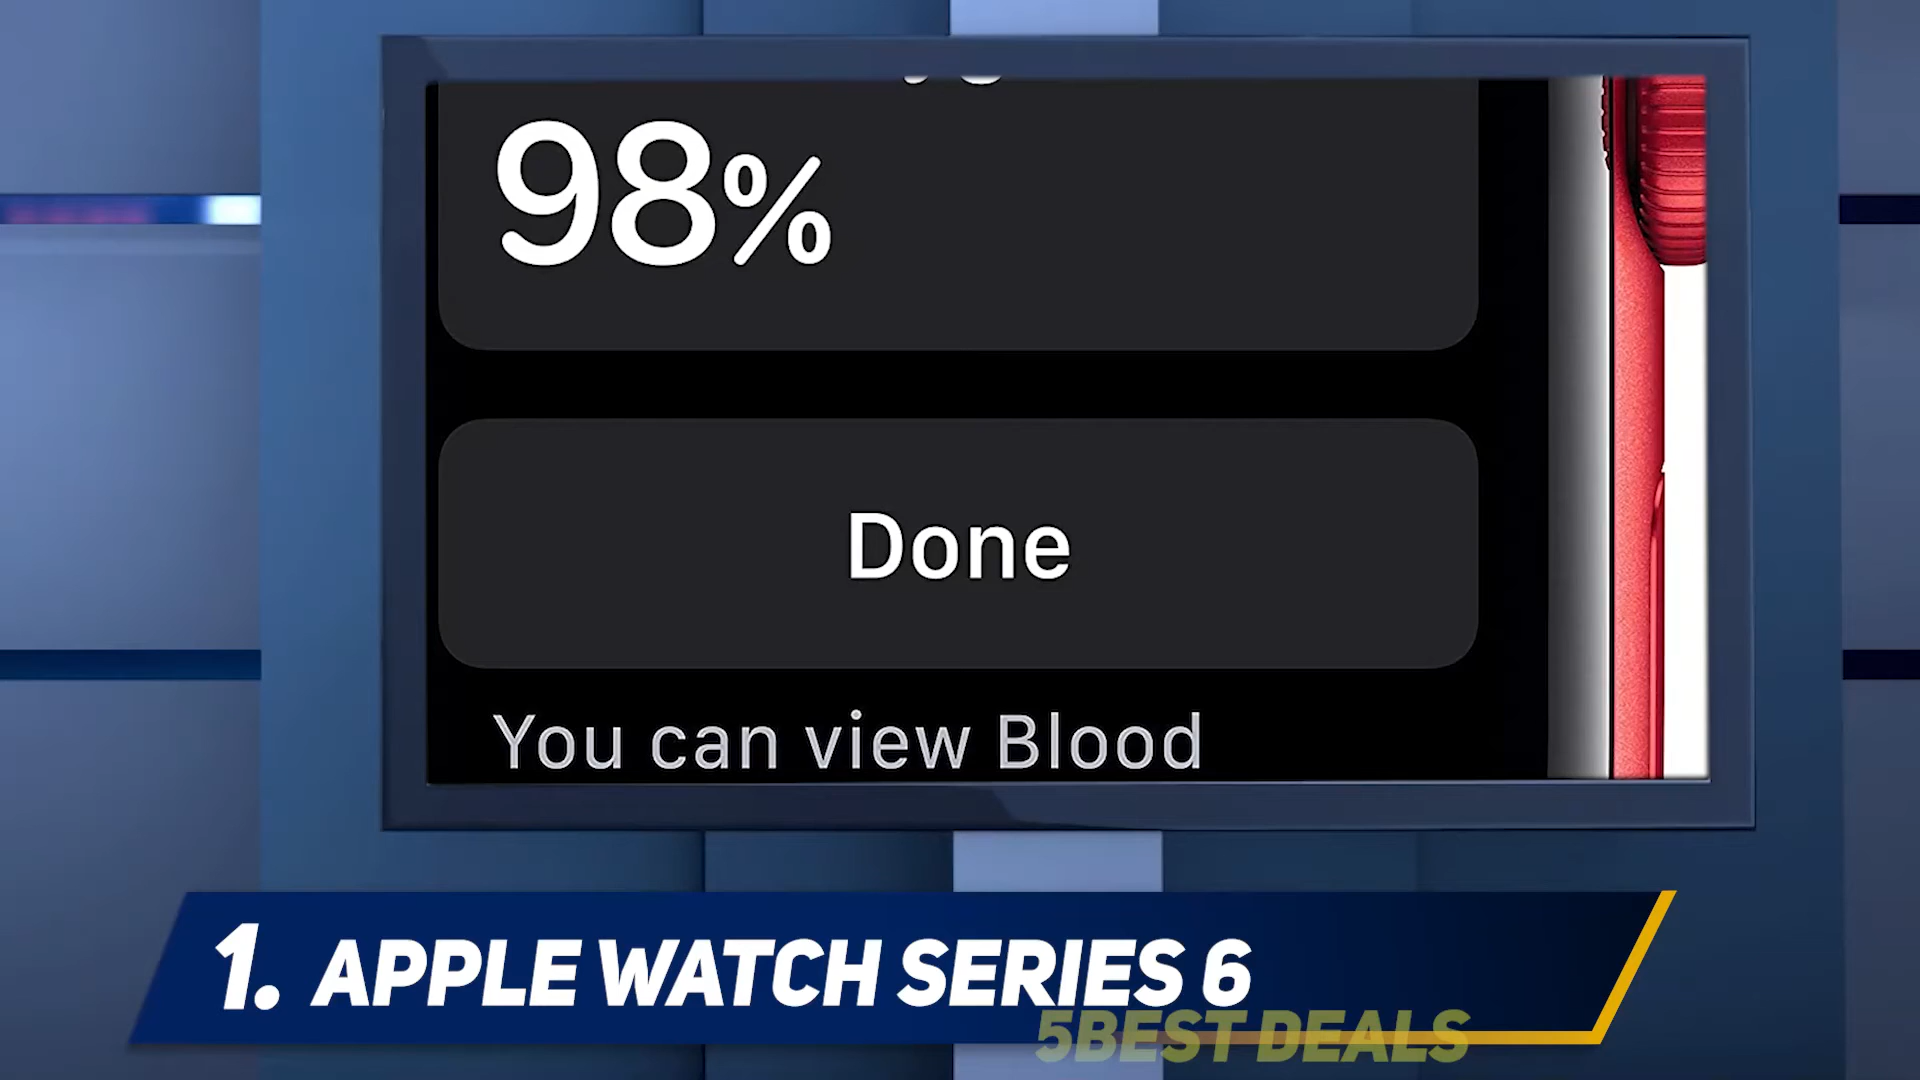 98%
Done
You can view Blood
1. APPLE WATCH SERIES 6
5BEST DEALS